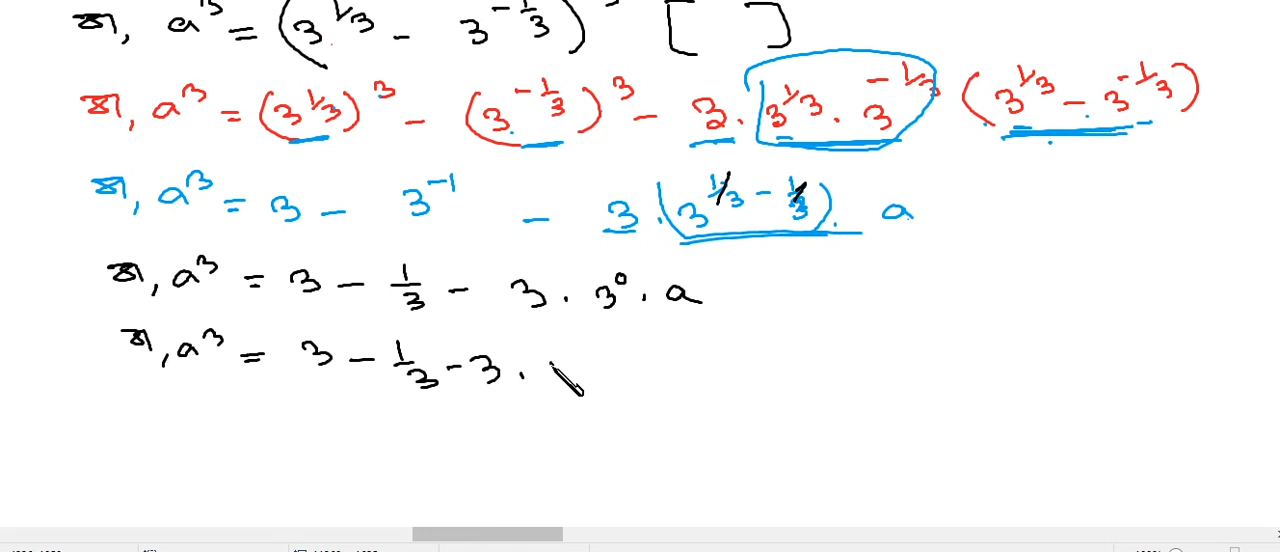 বা, a³ = (3^{1/3} - 3^{-1/3})³ [ ]
বা, a³ = (3^{1/3})³ - (3^{-1/3})³ - 3 . 3^{1/3} . 3^{-1/3} (3^{1/3} - 3^{-1/3})
বা, a³ = 3 - 3^{-1} - 3 . (3^{1/3 - 1/3}) . a
বা, a³ = 3 - 1/3 - 3 . 3⁰ . a
বা, a³ = 3 - 1/3 - 3 .